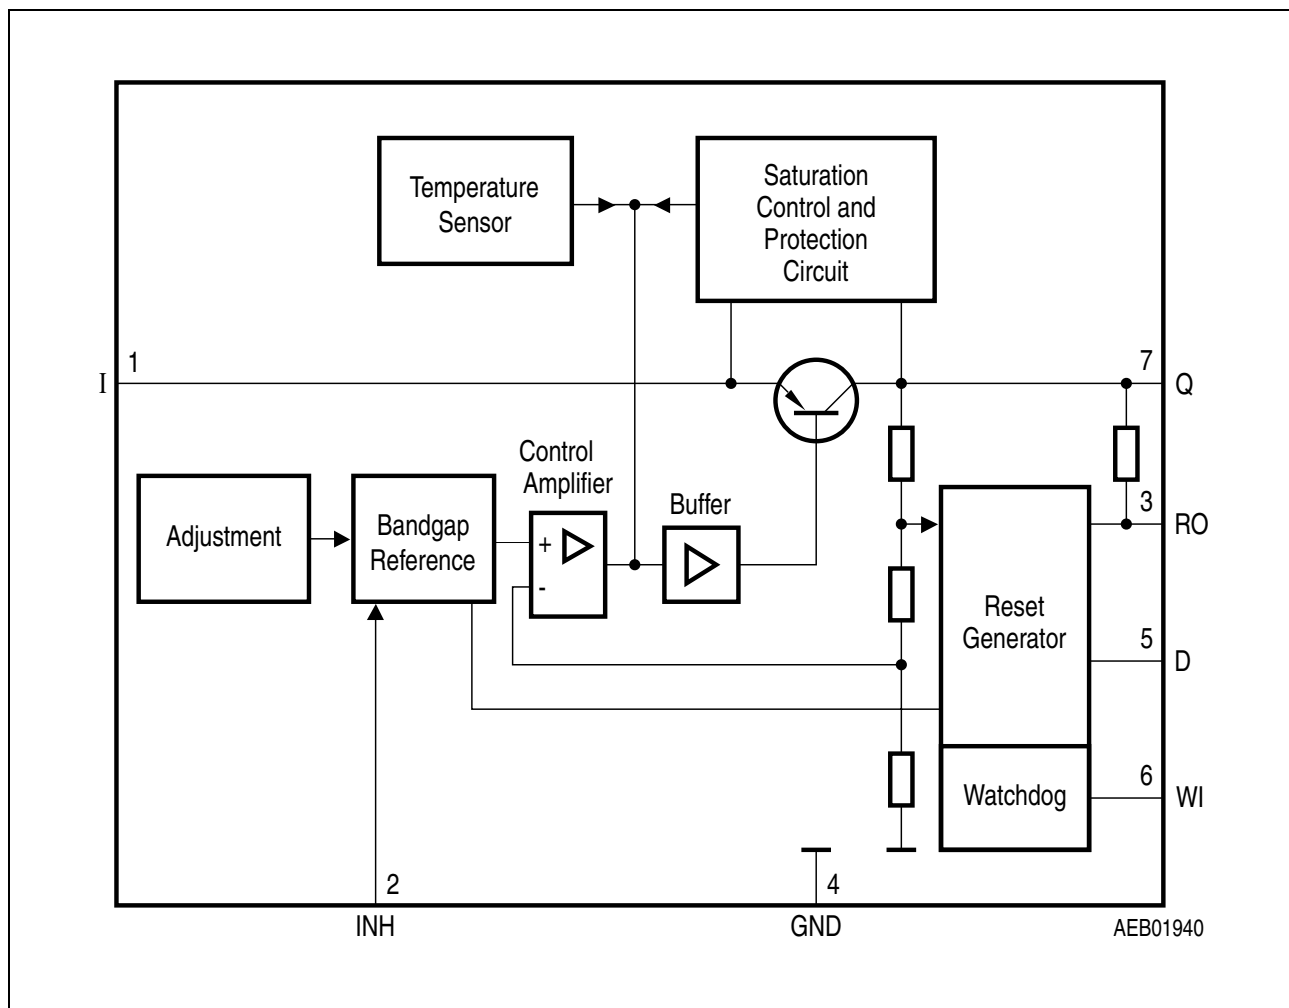 Temperature
Sensor
Saturation
Control and
Protection
Circuit
1
I
7
Q
Control
Amplifier
Buffer
Adjustment
Bandgap
Reference
+
-
3
RO
Reset
Generator
5
D
Watchdog
6
WI
2
INH
4
GND
AEB01940